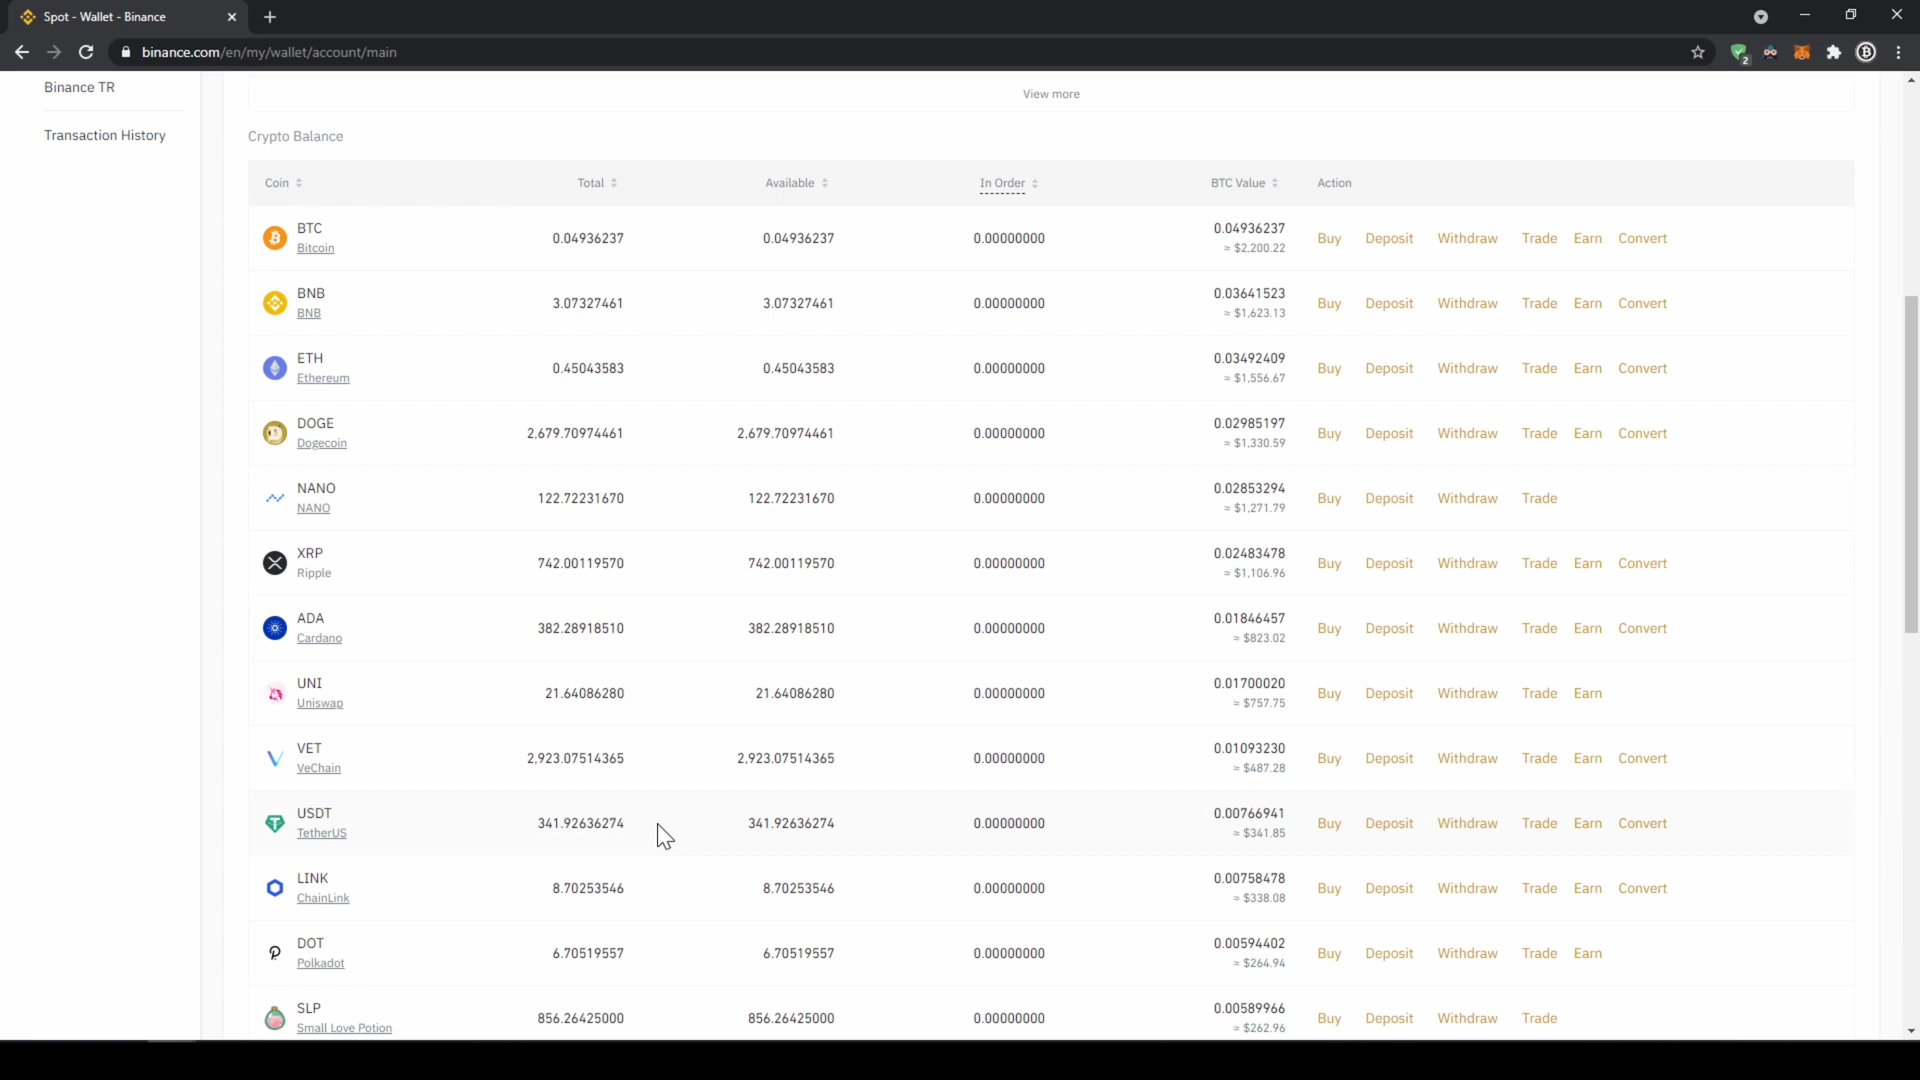 Spot - Wallet - Binance
binance.com/en/my/wallet/account/main
2
Binance TR
View more
Transaction History
Crypto Balance
Coin Total Available In Order BTC Value Action
BTC
Bitcoin
0.04936237 0.04936237 0.00000000 0.04936237
≈ $2,200.22
Buy Deposit Withdraw Trade Earn Convert
BNB
BNB
3.07327461 3.07327461 0.00000000 0.03641523
≈ $1,623.13
Buy Deposit Withdraw Trade Earn Convert
ETH
Ethereum
0.45043583 0.45043583 0.00000000 0.03492409
≈ $1,556.67
Buy Deposit Withdraw Trade Earn Convert
DOGE
Dogecoin
2,679.70974461 2,679.70974461 0.00000000 0.02985197
≈ $1,330.59
Buy Deposit Withdraw Trade Earn Convert
NANO
NANO
122.72231670 122.72231670 0.00000000 0.02853294
≈ $1,271.79
Buy Deposit Withdraw Trade
XRP
Ripple
742.00119570 742.00119570 0.00000000 0.02483478
≈ $1,106.96
Buy Deposit Withdraw Trade Earn Convert
ADA
Cardano
382.28918510 382.28918510 0.00000000 0.01846457
≈ $823.02
Buy Deposit Withdraw Trade Earn Convert
UNI
Uniswap
21.64086280 21.64086280 0.00000000 0.01700020
≈ $757.75
Buy Deposit Withdraw Trade Earn
VET
VeChain
2,923.07514365 2,923.07514365 0.00000000 0.01093230
≈ $487.28
Buy Deposit Withdraw Trade Earn Convert
USDT
TetherUS
341.92636274 341.92636274 0.00000000 0.00766941
≈ $341.85
Buy Deposit Withdraw Trade Earn Convert
LINK
ChainLink
8.70253546 8.70253546 0.00000000 0.00758478
≈ $338.08
Buy Deposit Withdraw Trade Earn Convert
DOT
Polkadot
6.70519557 6.70519557 0.00000000 0.00594402
≈ $264.94
Buy Deposit Withdraw Trade Earn
SLP
Small Love Potion
856.26425000 856.26425000 0.00000000 0.00589966
≈ $262.96
Buy Deposit Withdraw Trade